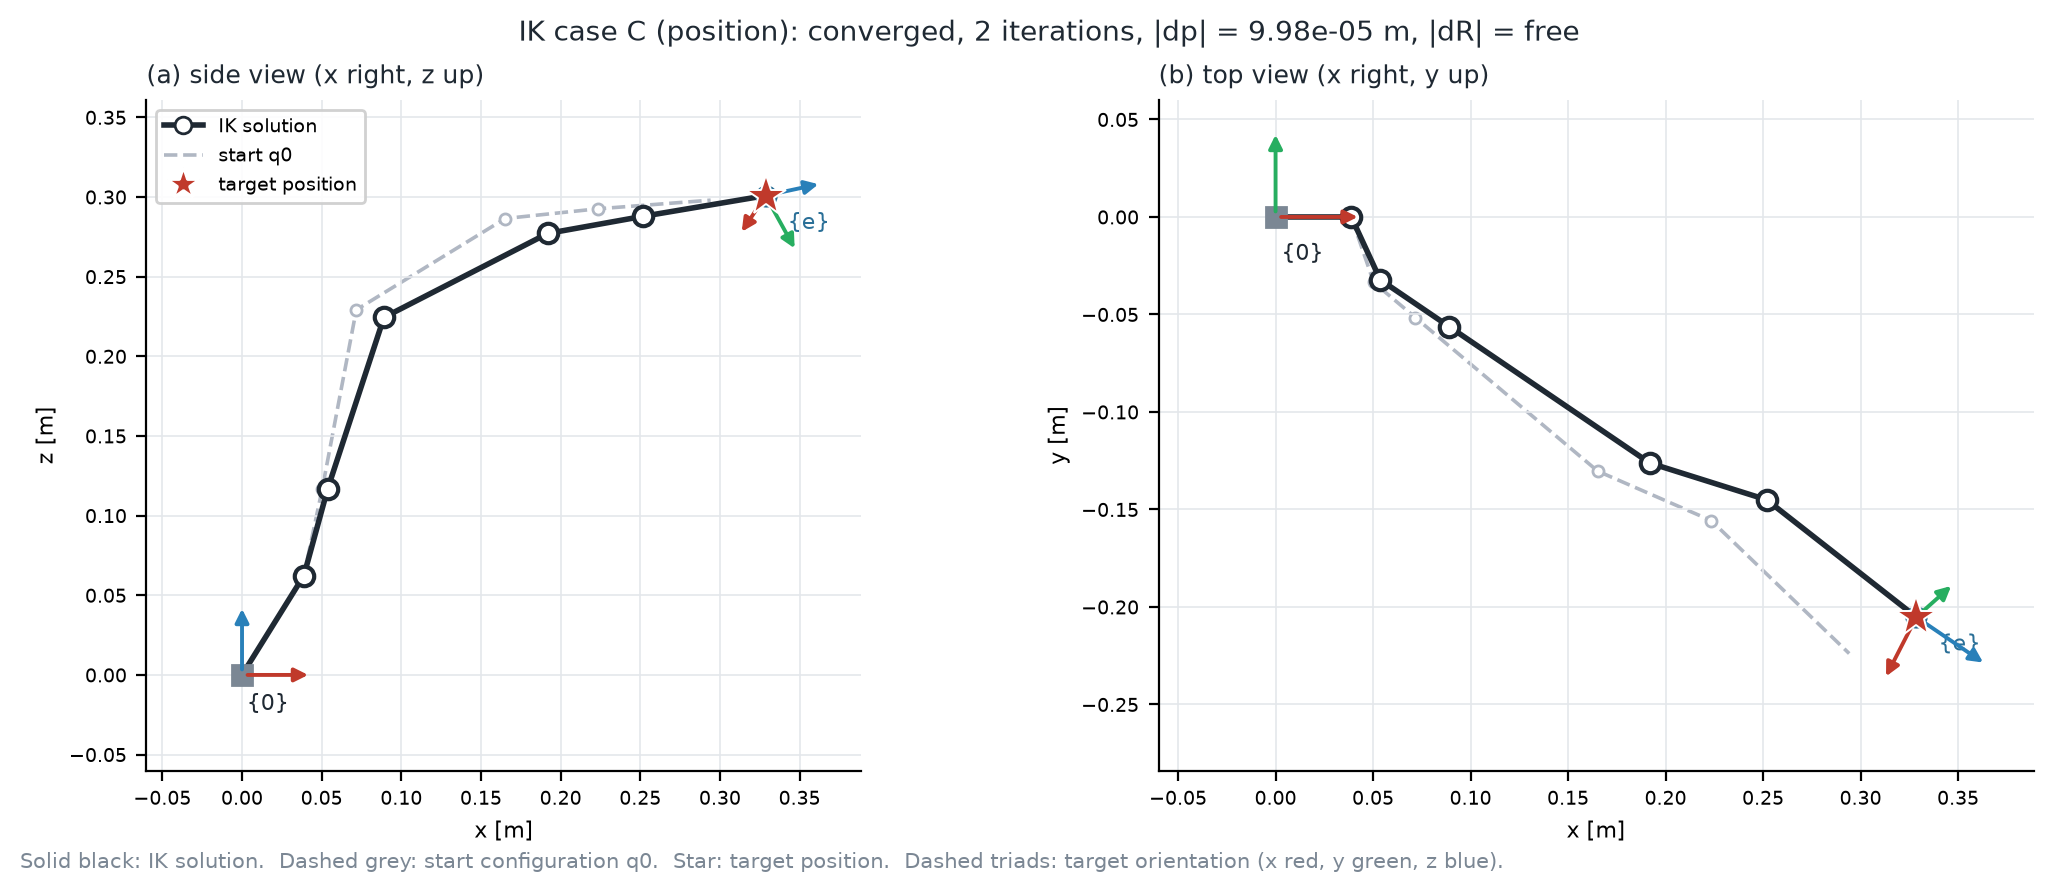 IK case C (position): converged, 2 iterations, |dp| = 9.98e-05 m, |dR| = free
(a) side view (x right, z up)
IK solution
start q0
target position
0.35
0.30
0.25
0.20
0.15
0.10
0.05
0.00
−0.05
z [m]
{e}
{0}
−0.05 0.00 0.05 0.10 0.15 0.20 0.25 0.30 0.35
x [m]
(b) top view (x right, y up)
0.05
0.00
−0.05
−0.10
−0.15
−0.20
−0.25
y [m]
{0}
{e}
−0.05 0.00 0.05 0.10 0.15 0.20 0.25 0.30 0.35
x [m]
Solid black: IK solution. Dashed grey: start configuration q0. Star: target position. Dashed triads: target orientation (x red, y green, z blue).